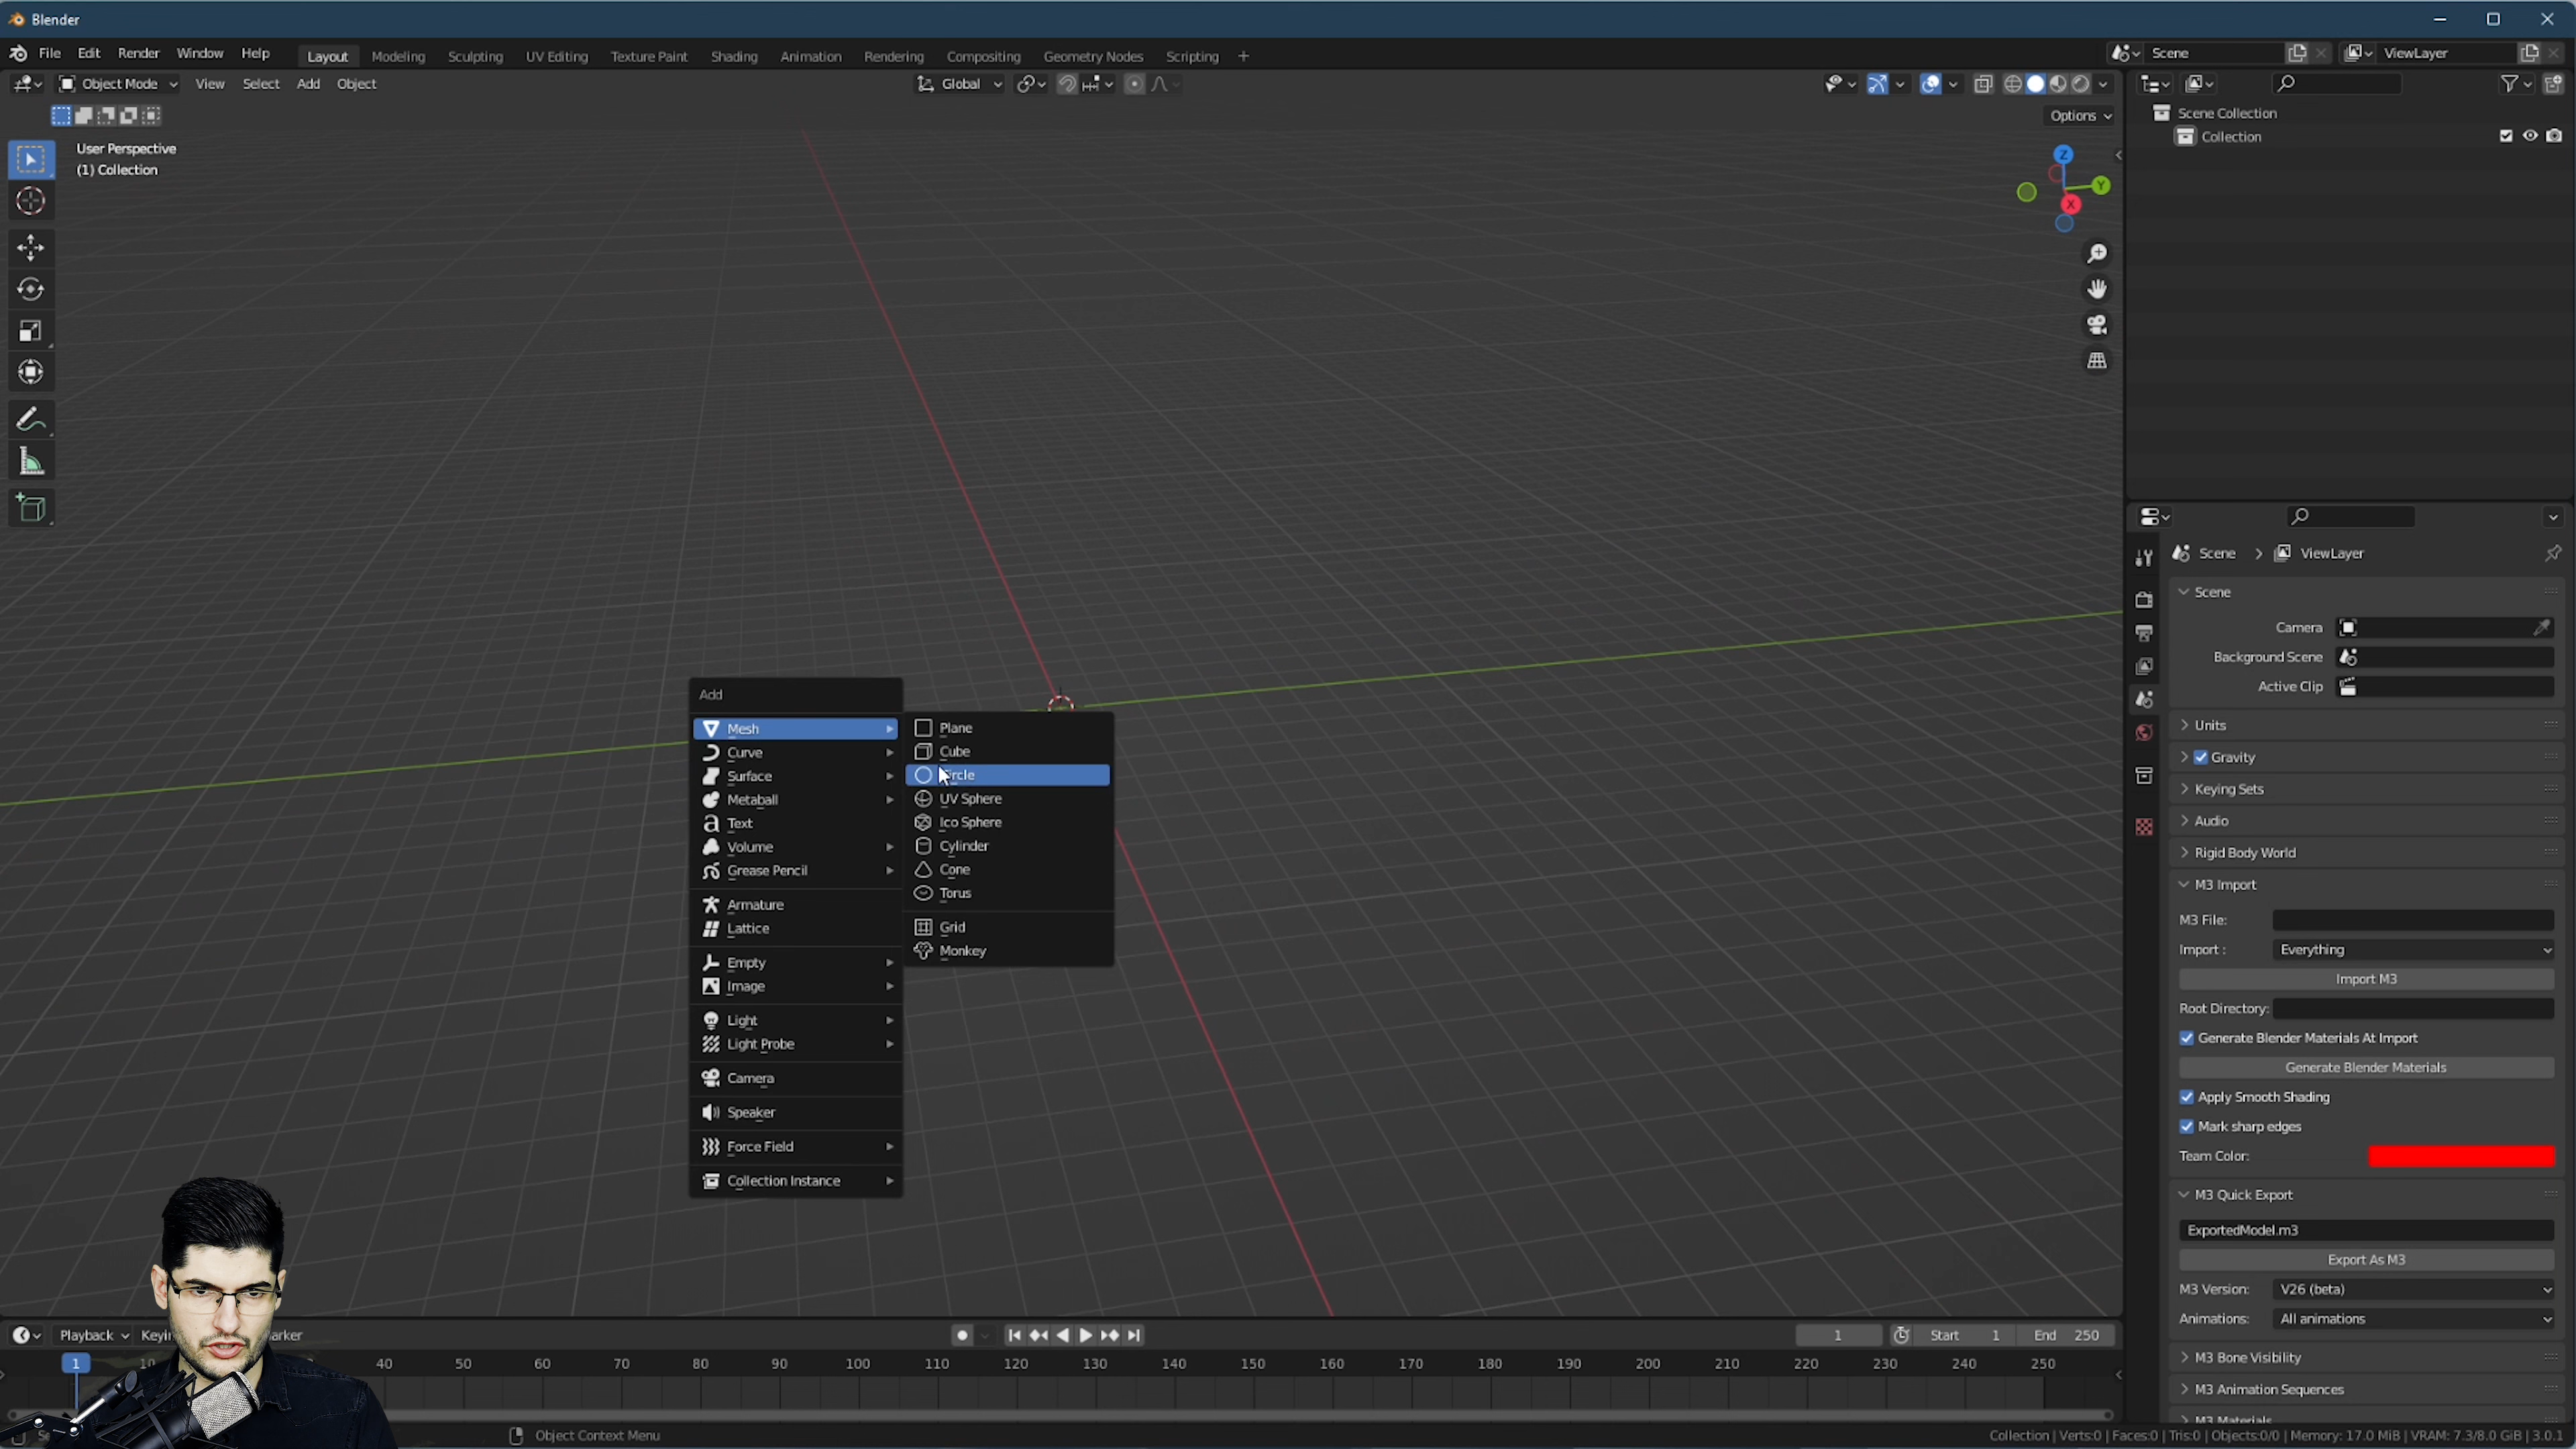 Blender
File Edit Render Window Help Layout Modeling Sculpting UV Editing Texture Paint Shading Animation Rendering Compositing Geometry Nodes Scripting + Scene ViewLayer
Object Mode View Select Add Object Global
Options
User Perspective
(1) Collection
Z
Y
X
Scene Collection
Collection
Scene > ViewLayer
Scene
Camera
Background Scene
Active Clip
Units
Gravity
Keying Sets
Audio
Rigid Body World
M3 Import
M3 File:
Import : Everything
Import M3
Root Directory:
Generate Blender Materials At Import
Generate Blender Materials
Apply Smooth Shading
Mark sharp edges
Team Color:
M3 Quick Export
ExportedModel.m3
Export As M3
M3 Version: V26 (beta)
Animations: All animations
M3 Bone Visibility
M3 Animation Sequences
M3 Materials
Add
Mesh
Curve
Surface
Metaball
Text
Volume
Grease Pencil
Armature
Lattice
Empty
Image
Light
Light Probe
Camera
Speaker
Force Field
Collection Instance
Plane
Cube
UV Sphere
Ico Sphere
Cylinder
Cone
Torus
Grid
Monkey
Playback 1 Start 1 End 250
1 10 40 50 60 70 80 90 100 110 120 130 140 150 160 170 180 190 200 210 220 230 240 250
Object Context Menu
Collection | Verts:0 | Faces:0 | Tris:0 | Objects:0/0 | Memory: 17.0 MiB | VRAM: 7.3/8.0 GiB | 3.0.1